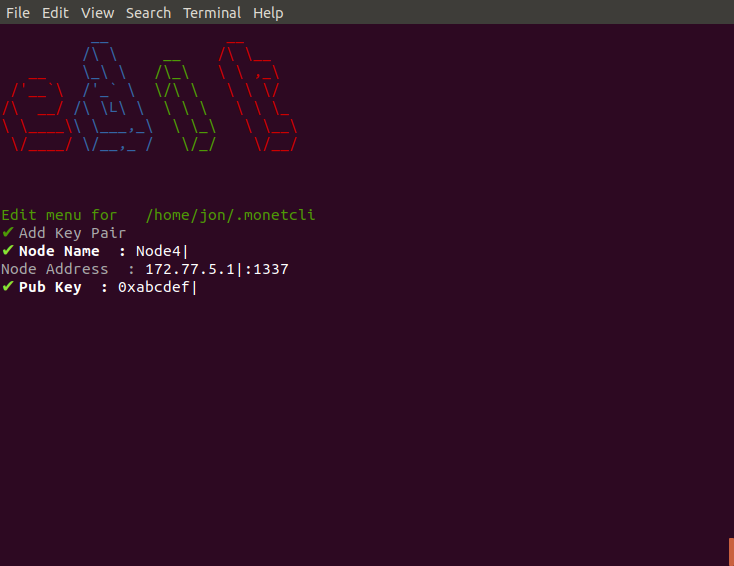 File Edit View Search Terminal Help
edit
Edit menu for /home/jon/.monetcli
✔ Add Key Pair
✔ Node Name : Node4|
Node Address : 172.77.5.1|:1337
✔ Pub Key : 0xabcdef|